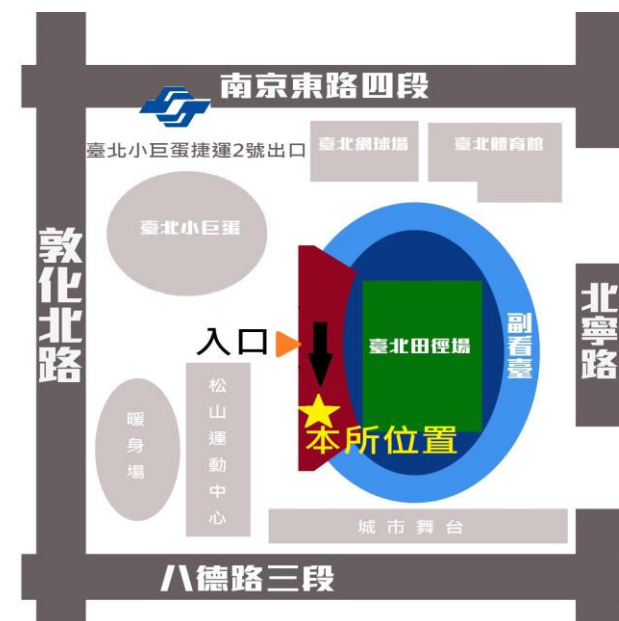 南京東路四段
臺北小巨蛋捷運2號出口
臺北網球場
臺北體育館
臺北小巨蛋
敦化北路
北寧路
副看臺
臺北田徑場
入口
本所位置
暖身場
松山運動中心
城市舞台
八德路三段